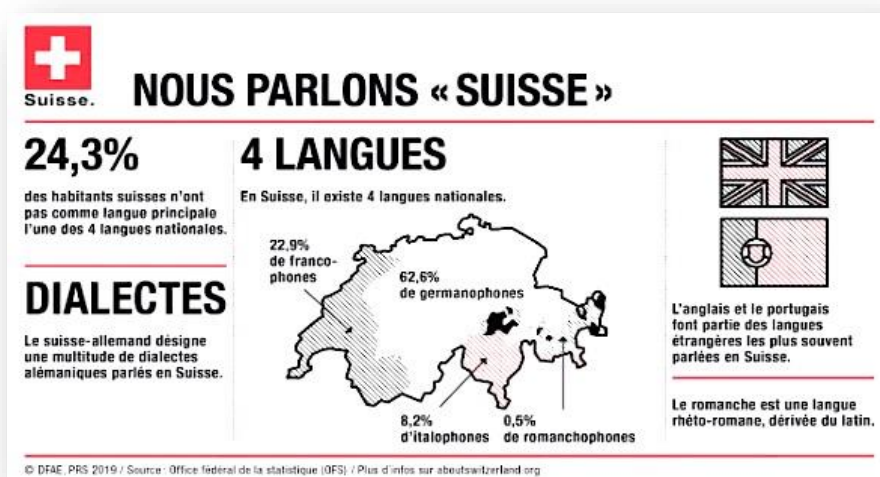 Suisse.
NOUS PARLONS « SUISSE »
24,3%
des habitants suisses n'ont
pas comme langue principale
l'une des 4 langues nationales.
DIALECTES
Le suisse-allemand désigne
une multitude de dialectes
alémaniques parlés en Suisse.
4 LANGUES
En Suisse, il existe 4 langues nationales.
22,9%
de franco-
phones
62,6%
de germanophones
8,2%
d'italophones
0,5%
de romanchophones
L'anglais et le portugais
font partie des langues
étrangères les plus souvent
parlées en Suisse.
Le romanche est une langue
rhéto-romane, dérivée du latin.
© DFAE, PRS 2019 / Source: Office fédéral de la statistique (OFS) / Plus d'infos sur aboutswitzerland.org